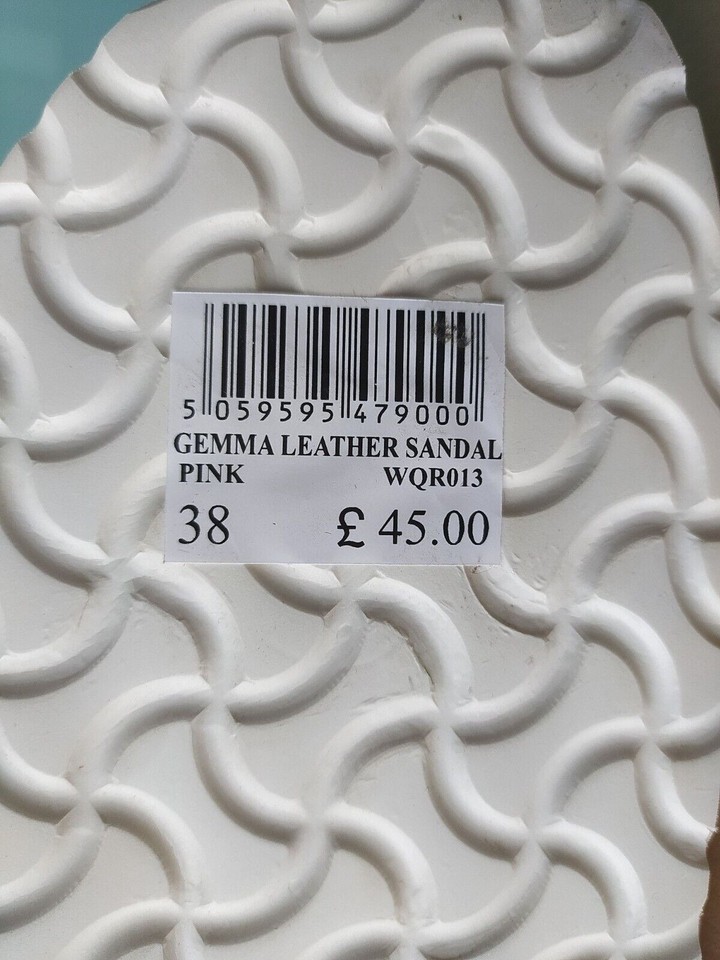 5 059595 479000
GEMMA LEATHER SANDAL
PINK WQR013
38 £ 45.00